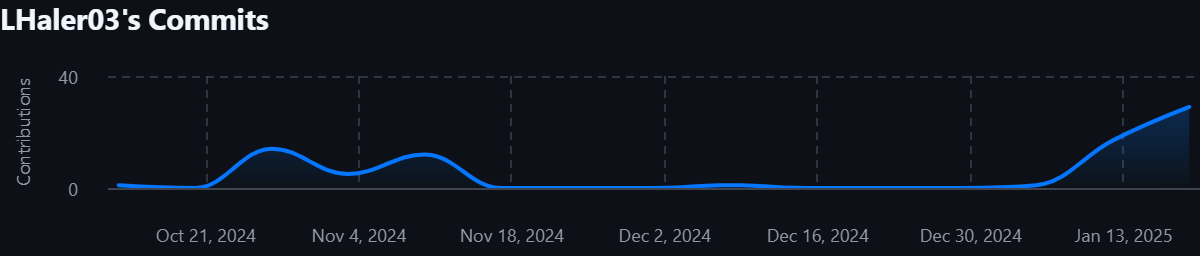 LHaler03's Commits
Contributions
40
0
Oct 21, 2024
Nov 4, 2024
Nov 18, 2024
Dec 2, 2024
Dec 16, 2024
Dec 30, 2024
Jan 13, 2025